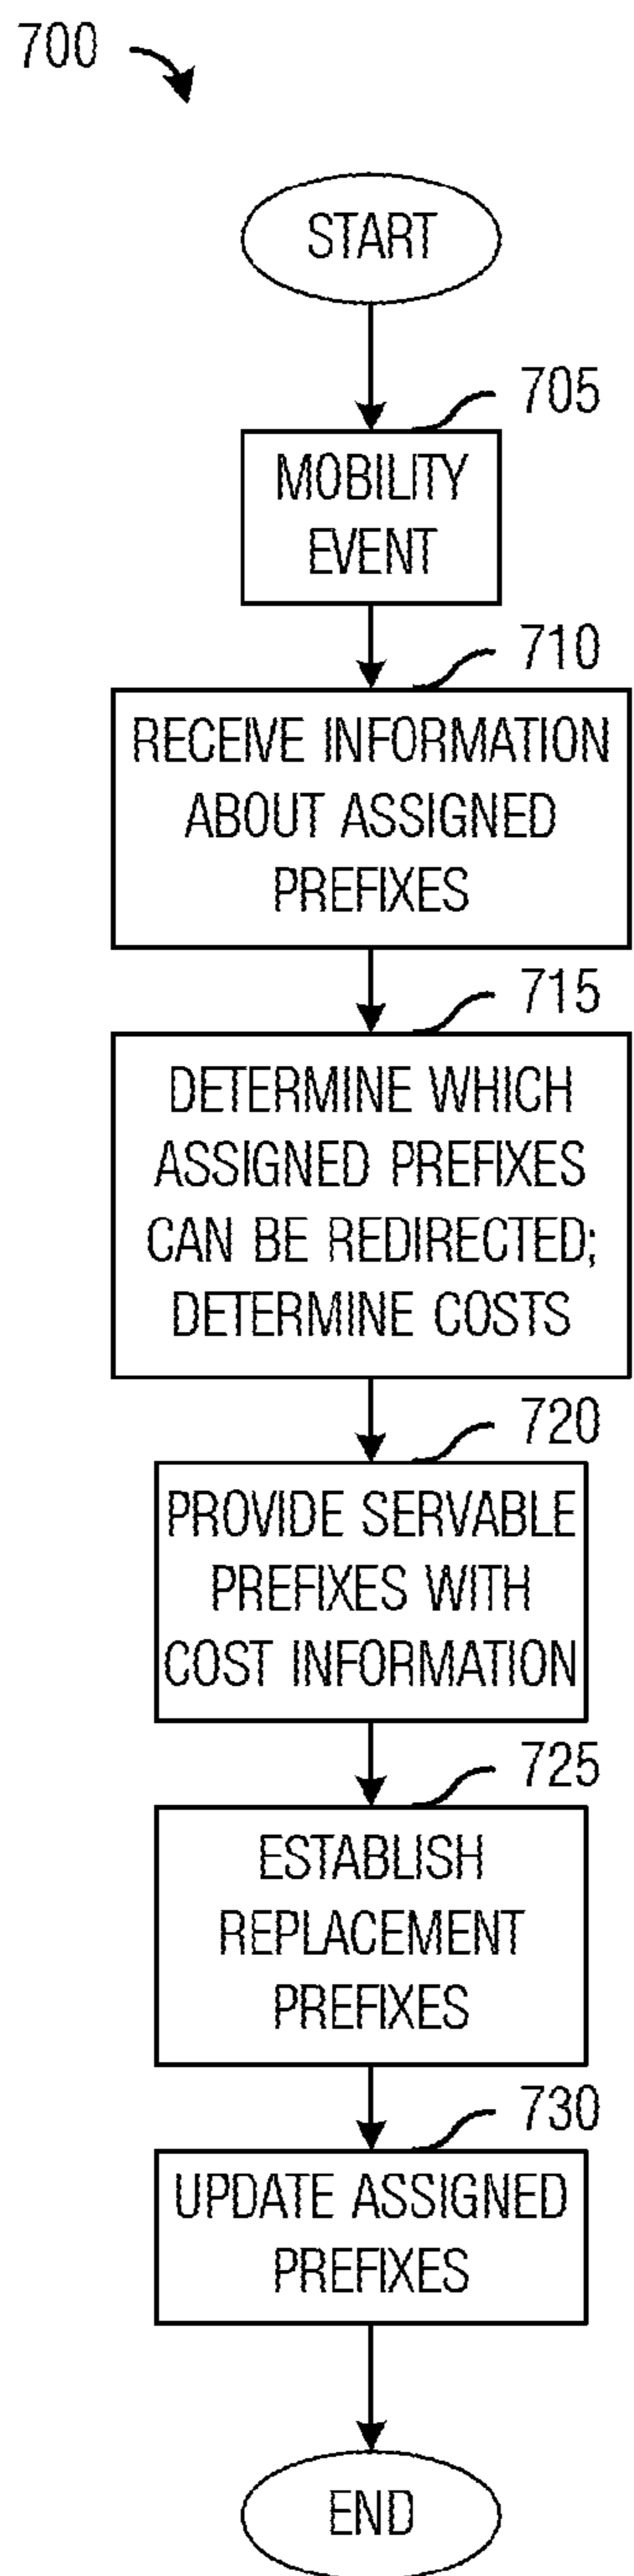 700
START
705
MOBILITY
EVENT
710
RECEIVE INFORMATION
ABOUT ASSIGNED
PREFIXES
715
DETERMINE WHICH
ASSIGNED PREFIXES
CAN BE REDIRECTED;
DETERMINE COSTS
720
PROVIDE SERVABLE
PREFIXES WITH
COST INFORMATION
725
ESTABLISH
REPLACEMENT
PREFIXES
730
UPDATE ASSIGNED
PREFIXES
END